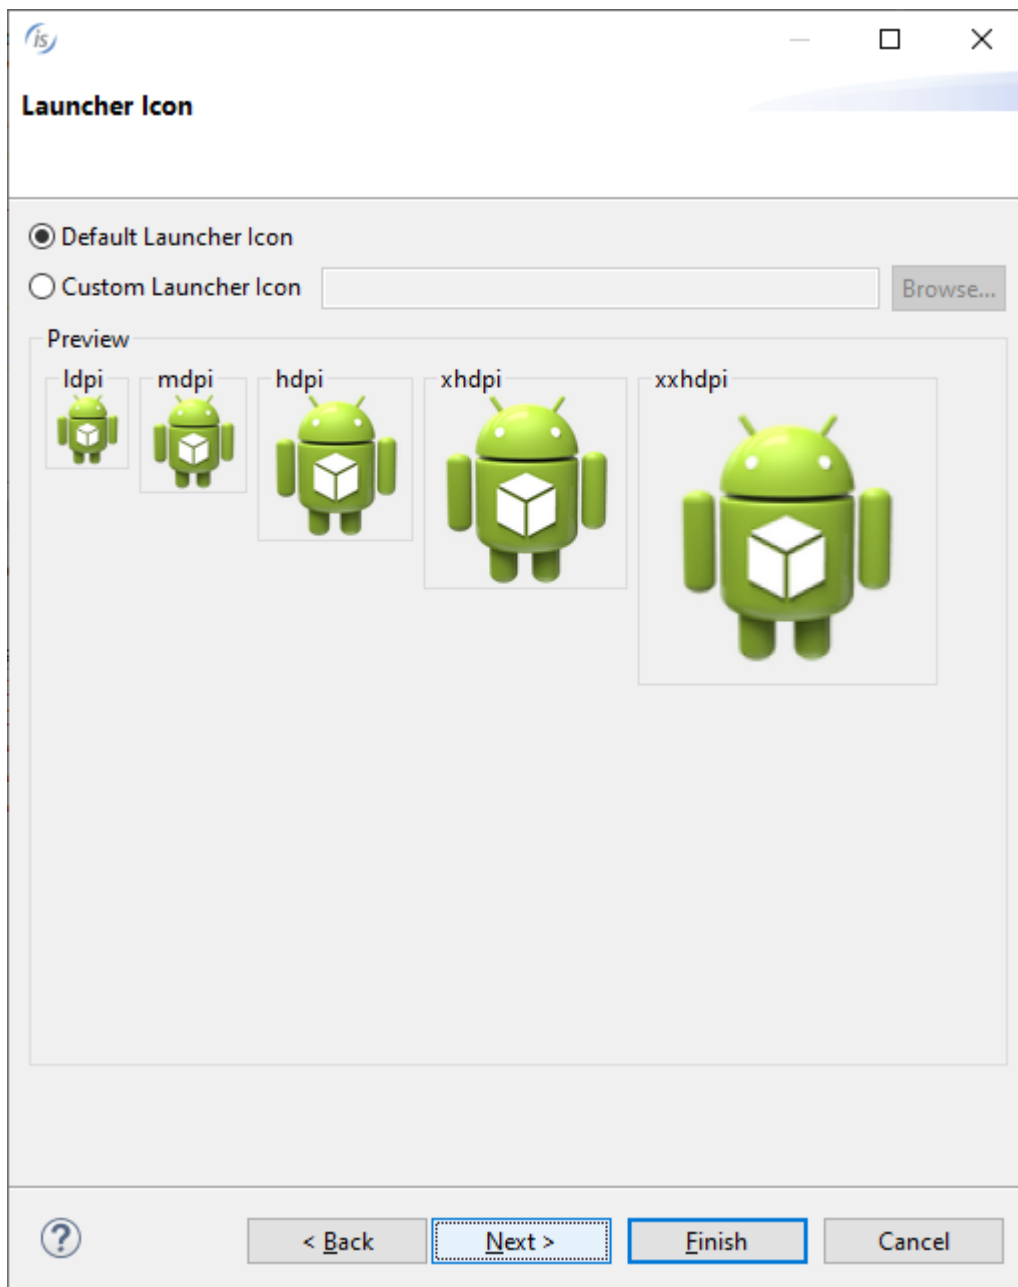 is
Launcher Icon
Default Launcher Icon
Custom Launcher Icon Browse...
Preview
ldpi mdpi hdpi xhdpi xxhdpi
? < Back Next > Finish Cancel